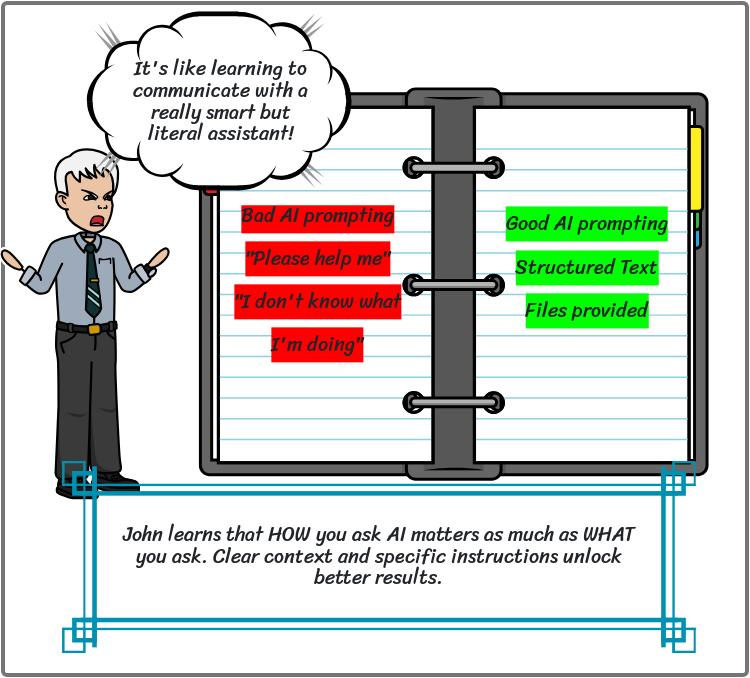 It's like learning to
communicate with a
really smart but
literal assistant!
Bad AI prompting
"Please help me"
"I don't know what
I'm doing"
Good AI prompting
Structured Text
Files provided
John learns that HOW you ask AI matters as much as WHAT
you ask. Clear context and specific instructions unlock
better results.